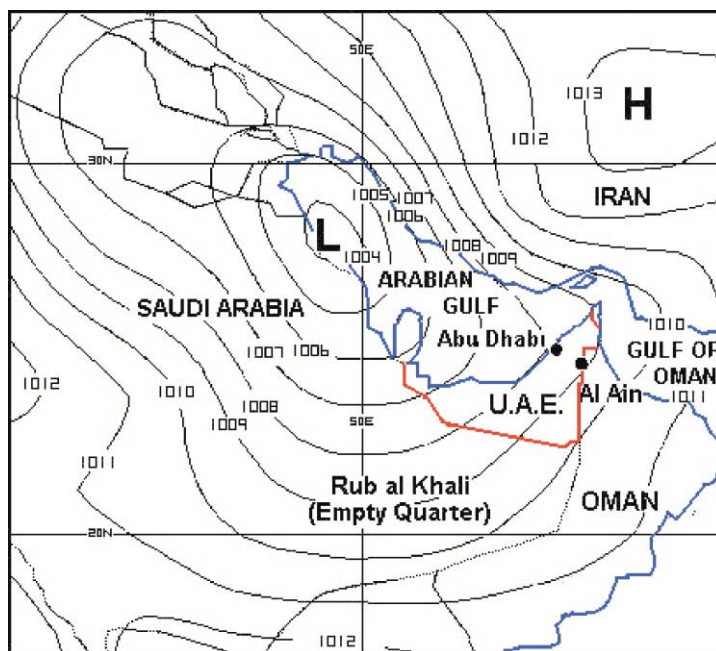 50E
1013
H
1012
30N
IRAN
1005
1007
1006
L
1004
1008
1009
ARABIAN
GULF
SAUDI ARABIA
1010
Abu Dhabi
GULF OF
OMAN
1007
1006
1012
1010
Al Ain
1011
U.A.E.
1008
1009
50E
1011
Rub al Khali
(Empty Quarter)
OMAN
20N
1012